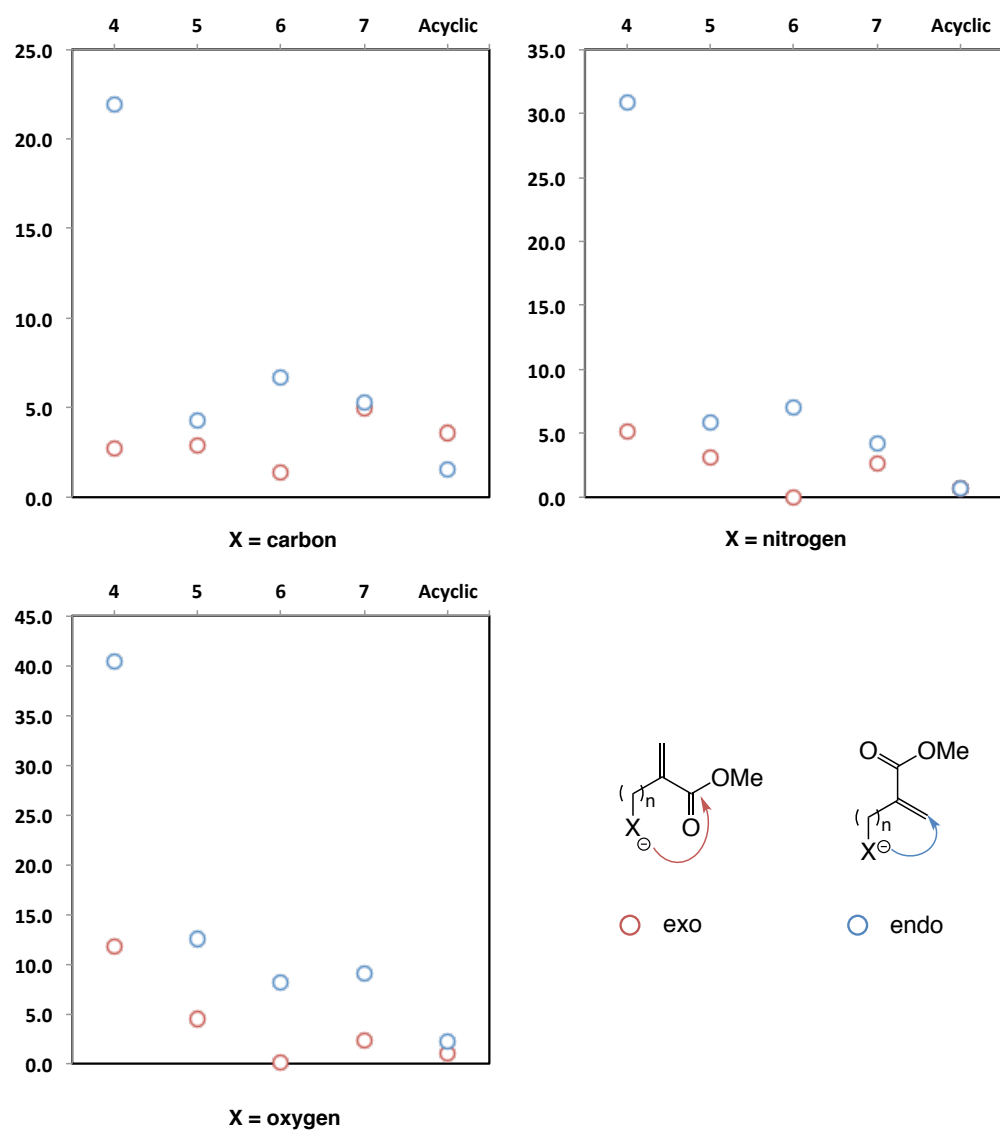 4 5 6 7 Acyclic
25.0
20.0
15.0
10.0
5.0
0.0
X = carbon
4 5 6 7 Acyclic
35.0
30.0
25.0
20.0
15.0
10.0
5.0
0.0
X = nitrogen
4 5 6 7 Acyclic
45.0
40.0
35.0
30.0
25.0
20.0
15.0
10.0
5.0
0.0
X = oxygen
OMe
( )n
O
X
⊖
exo
O
OMe
( )n
X⊖
endo